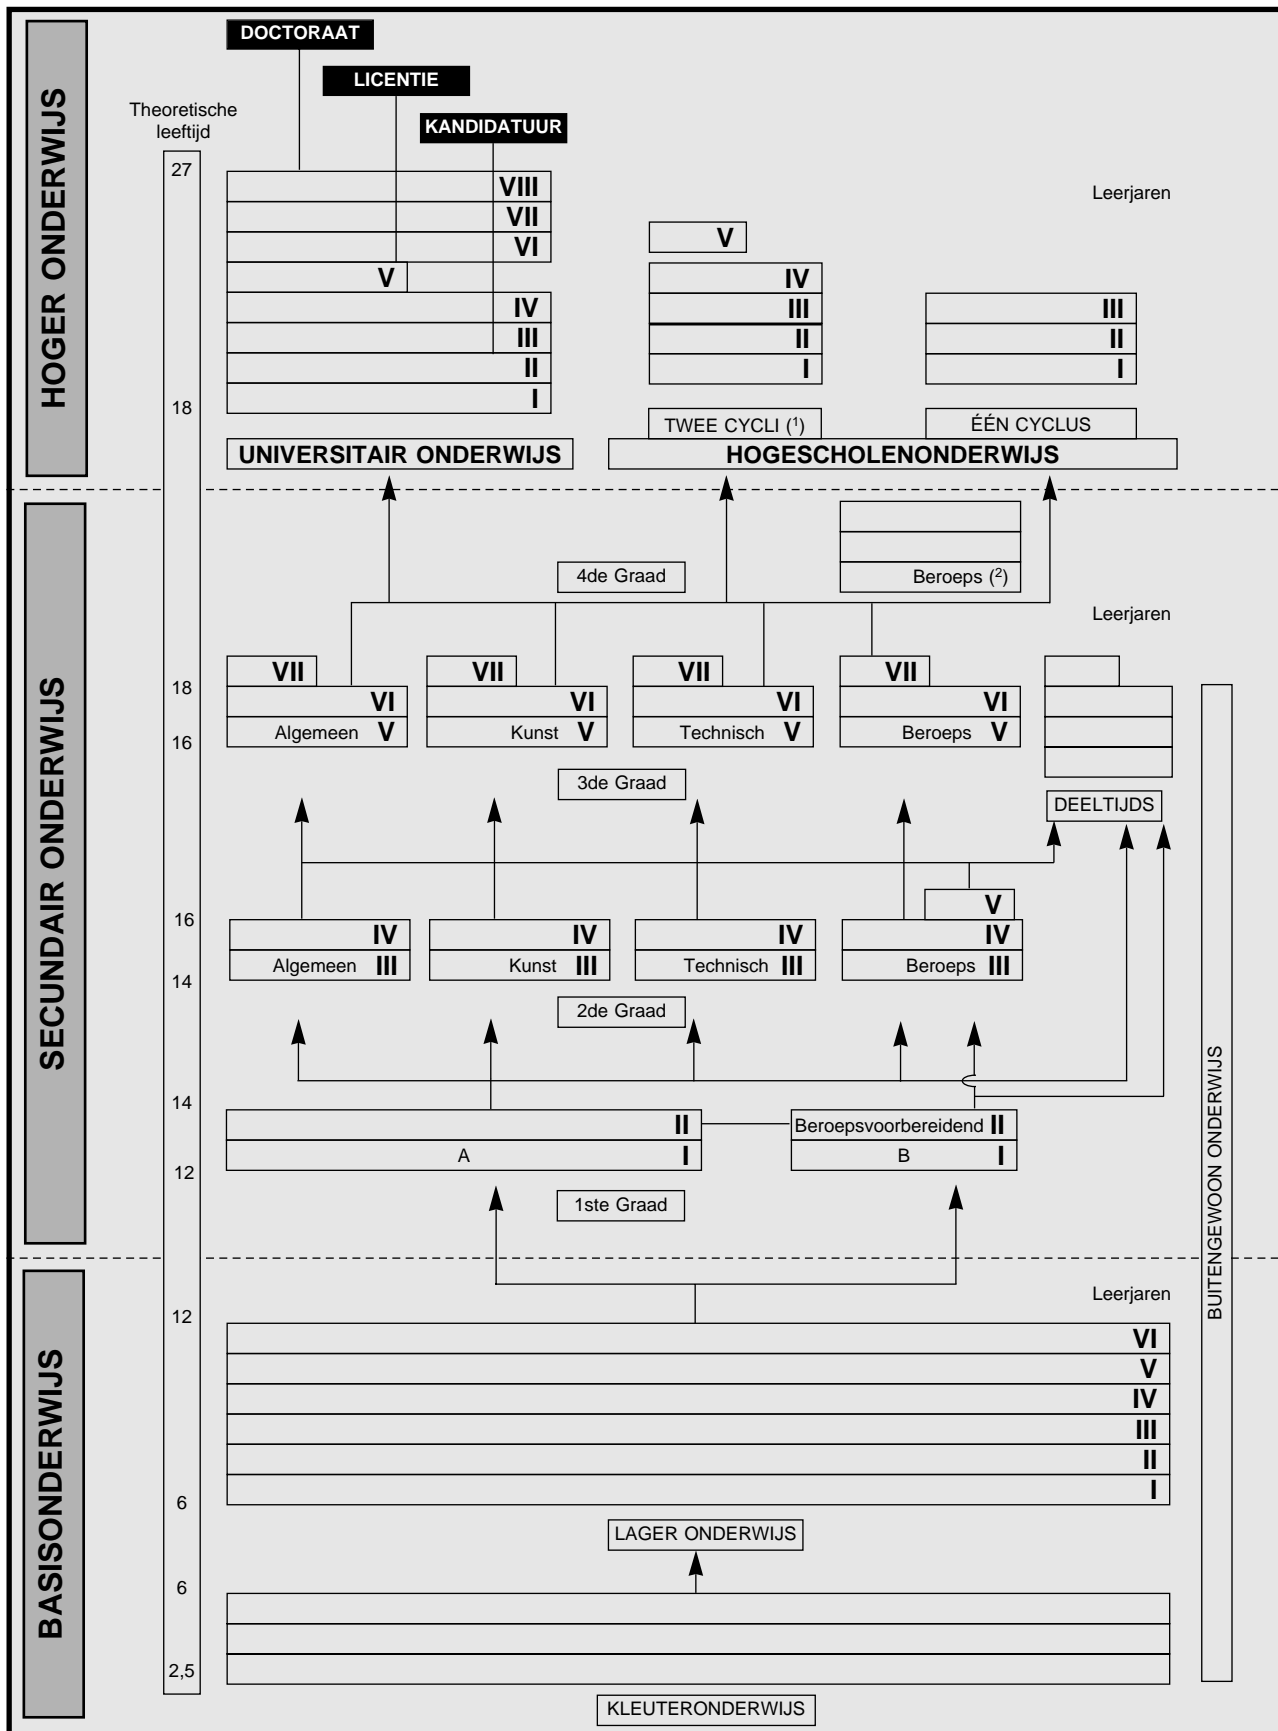 HOGER ONDERWIJS
DOCTORAAT
LICENTIE
KANDIDATUUR
Theoretische
leeftijd
27
Leerjaren
VIII
VII
VI
V
IV
III
II
I
V
IV
III
II
I
III
II
I
18
TWEE CYCLI (¹)
ÉÉN CYCLUS
UNIVERSITAIR ONDERWIJS
HOGESCHOLENONDERWIJS
SECUNDAIR ONDERWIJS
4de Graad
Beroeps (²)
Leerjaren
18
VII
VII
VII
VII
VI
VI
VI
VI
16
Algemeen V
Kunst V
Technisch V
Beroeps V
3de Graad
DEELTIJDS
16
V
IV
IV
IV
IV
Algemeen III
Kunst III
Technisch III
Beroeps III
14
2de Graad
14
II
Beroepsvoorbereidend II
A I
B I
12
1ste Graad
BUITENGEWOON ONDERWIJS
BASISONDERWIJS
Leerjaren
12
VI
V
IV
III
II
I
6
LAGER ONDERWIJS
6
2,5
KLEUTERONDERWIJS